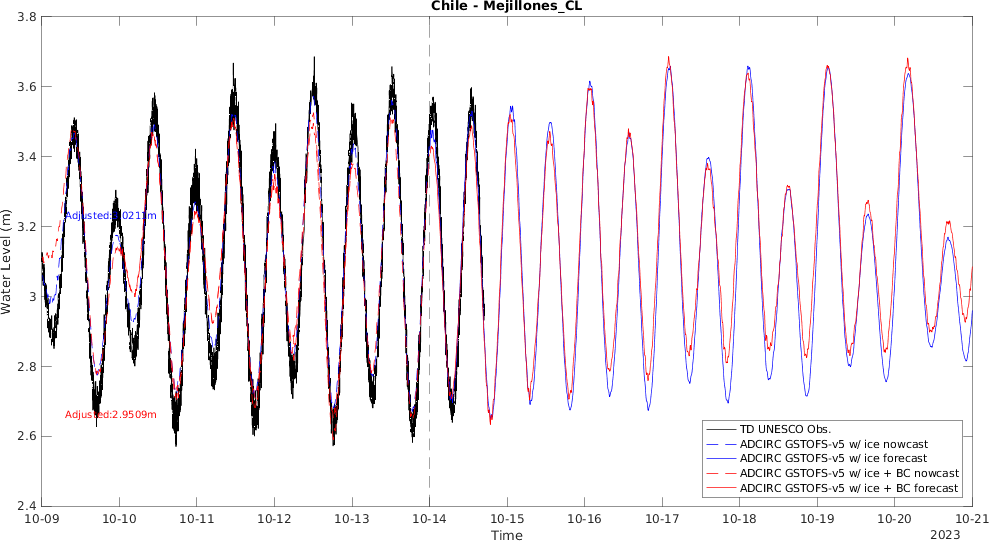 Chile - Mejillones_CL
3.8
3.6
3.4
3.2
3
2.8
2.6
2.4
Water Level (m)
Adjusted:3.0211m
Adjusted:2.9509m
TD UNESCO Obs.
ADCIRC GSTOFS-v5 w/ ice nowcast
ADCIRC GSTOFS-v5 w/ ice forecast
ADCIRC GSTOFS-v5 w/ ice + BC nowcast
ADCIRC GSTOFS-v5 w/ ice + BC forecast
10-09 10-10 10-11 10-12 10-13 10-14 10-15 10-16 10-17 10-18 10-19 10-20 10-21
Time
2023